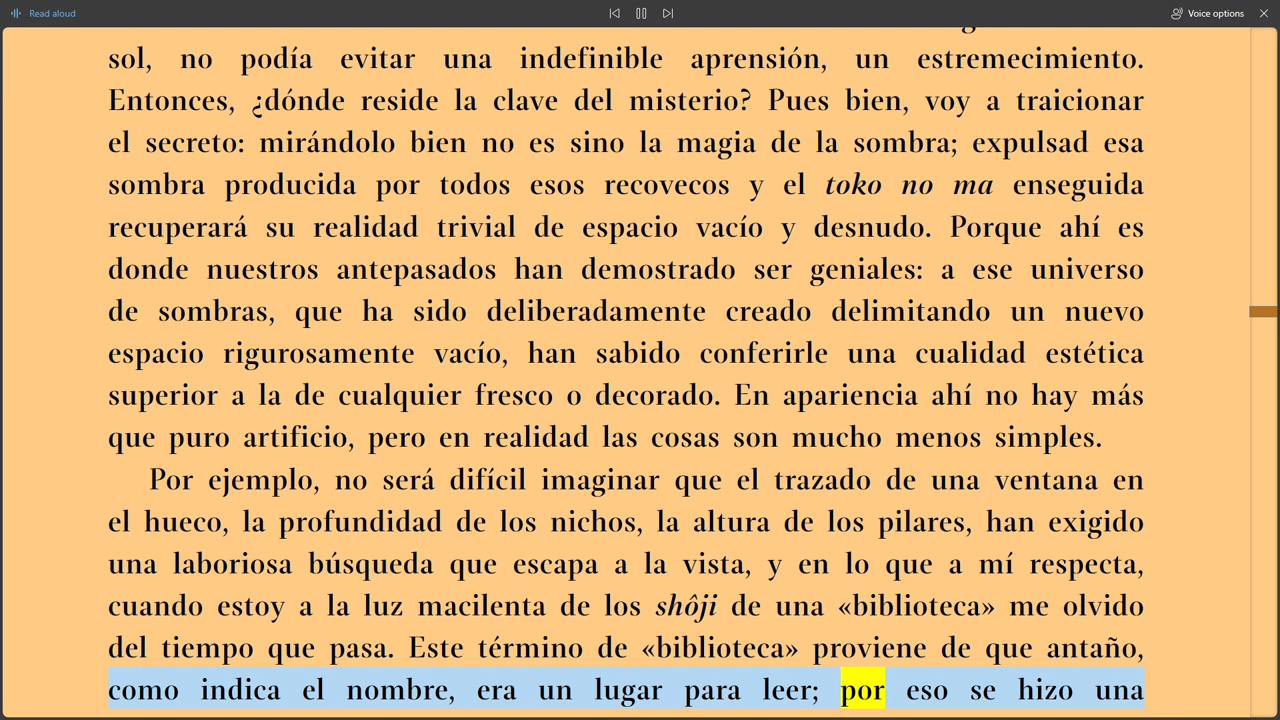 Read aloud
Voice options
sol, no podía evitar una indefinible aprensión, un estremecimiento.
Entonces, ¿dónde reside la clave del misterio? Pues bien, voy a traicionar
el secreto: mirándolo bien no es sino la magia de la sombra; expulsad esa
sombra producida por todos esos recovecos y el toko no ma enseguida
recuperará su realidad trivial de espacio vacío y desnudo. Porque ahí es
donde nuestros antepasados han demostrado ser geniales: a ese universo
de sombras, que ha sido deliberadamente creado delimitando un nuevo
espacio rigurosamente vacío, han sabido conferirle una cualidad estética
superior a la de cualquier fresco o decorado. En apariencia ahí no hay más
que puro artificio, pero en realidad las cosas son mucho menos simples.
Por ejemplo, no será difícil imaginar que el trazado de una ventana en
el hueco, la profundidad de los nichos, la altura de los pilares, han exigido
una laboriosa búsqueda que escapa a la vista, y en lo que a mí respecta,
cuando estoy a la luz macilenta de los shôji de una «biblioteca» me olvido
del tiempo que pasa. Este término de «biblioteca» proviene de que antaño,
como indica el nombre, era un lugar para leer; por eso se hizo una